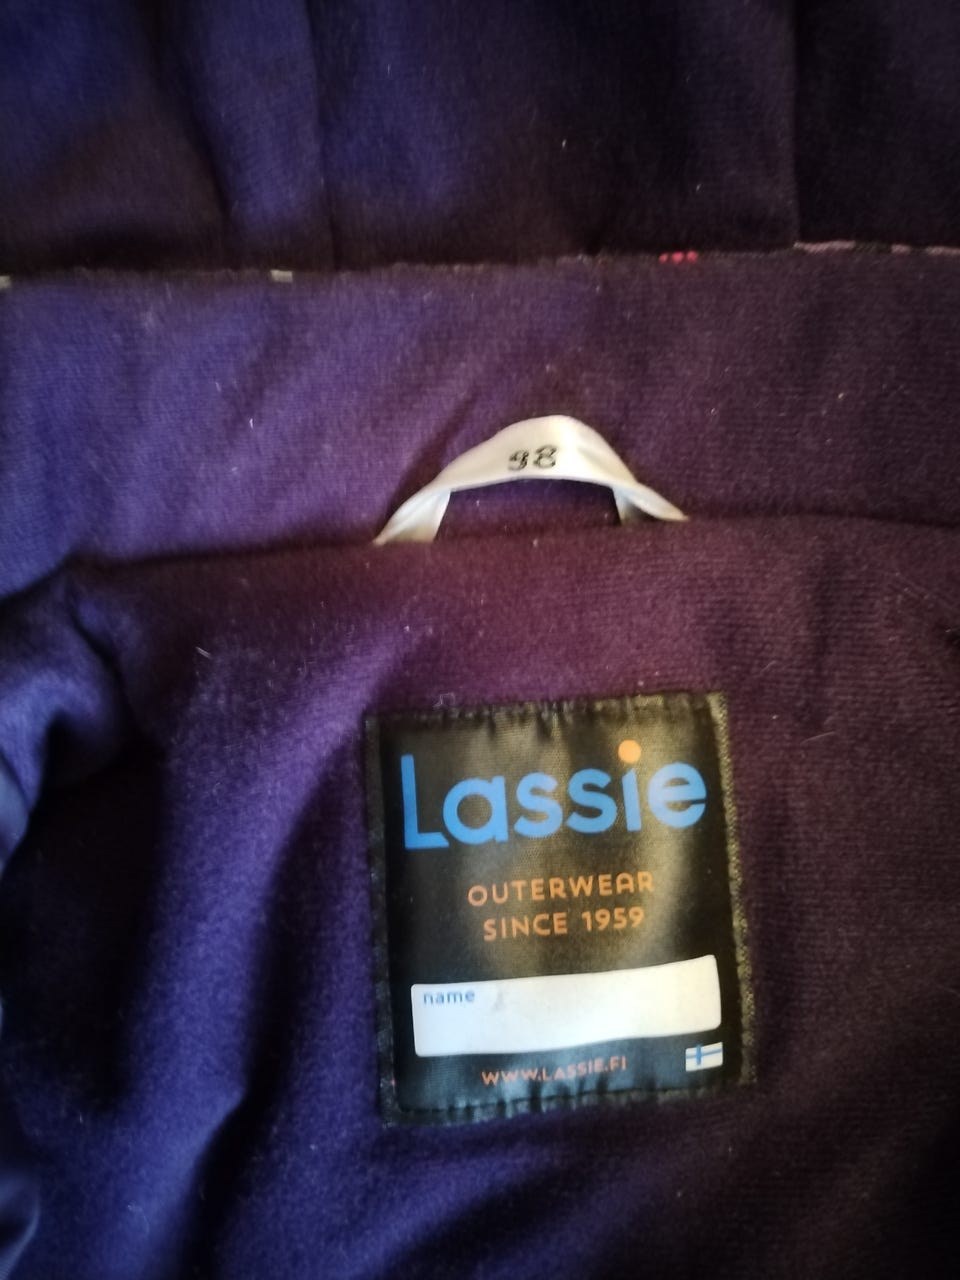 98
Lassie
OUTERWEAR
SINCE 1959
name
WWW.LASSIE.FI